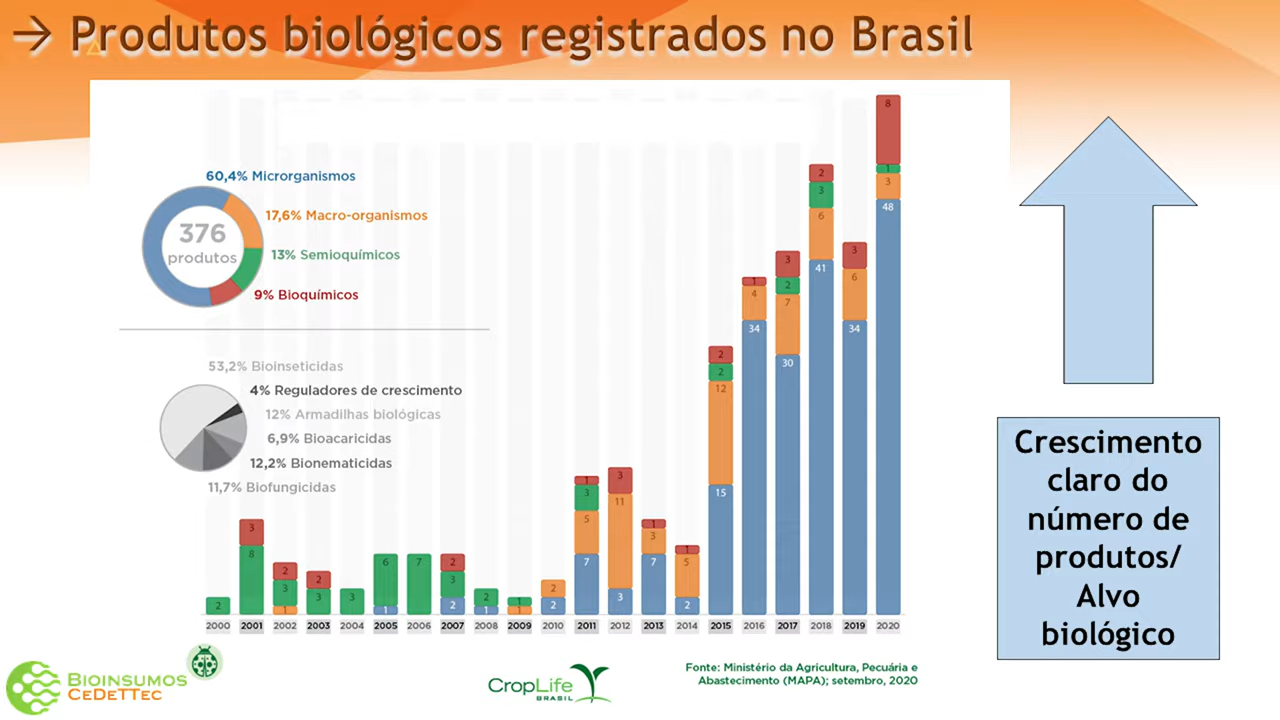 → Produtos biológicos registrados no Brasil
60,4% Microrganismos
17,6% Macro-organismos
13% Semioquímicos
9% Bioquímicos
376
produtos
53,2% Bioinseticidas
4% Reguladores de crescimento
12% Armadilhas biológicas
6,9% Bioacaricidas
12,2% Bionematicidas
11,7% Biofungicidas
2
3
8
2
3
1
2
3
3
6
1
7
2
3
2
2
1
1
1
2
2
1
3
5
7
3
11
3
1
3
7
1
5
2
2
2
12
15
1
4
34
3
2
7
30
2
3
6
41
3
6
34
8
1
3
48
2000 2001 2002 2003 2004 2005 2006 2007 2008 2009 2010 2011 2012 2013 2014 2015 2016 2017 2018 2019 2020
Crescimento
claro do
número de
produtos/
Alvo
biológico
BIOINSUMOS
CEDETTEC
CropLife
BRASIL
Fonte: Ministério da Agricultura, Pecuária e
Abastecimento (MAPA); setembro, 2020